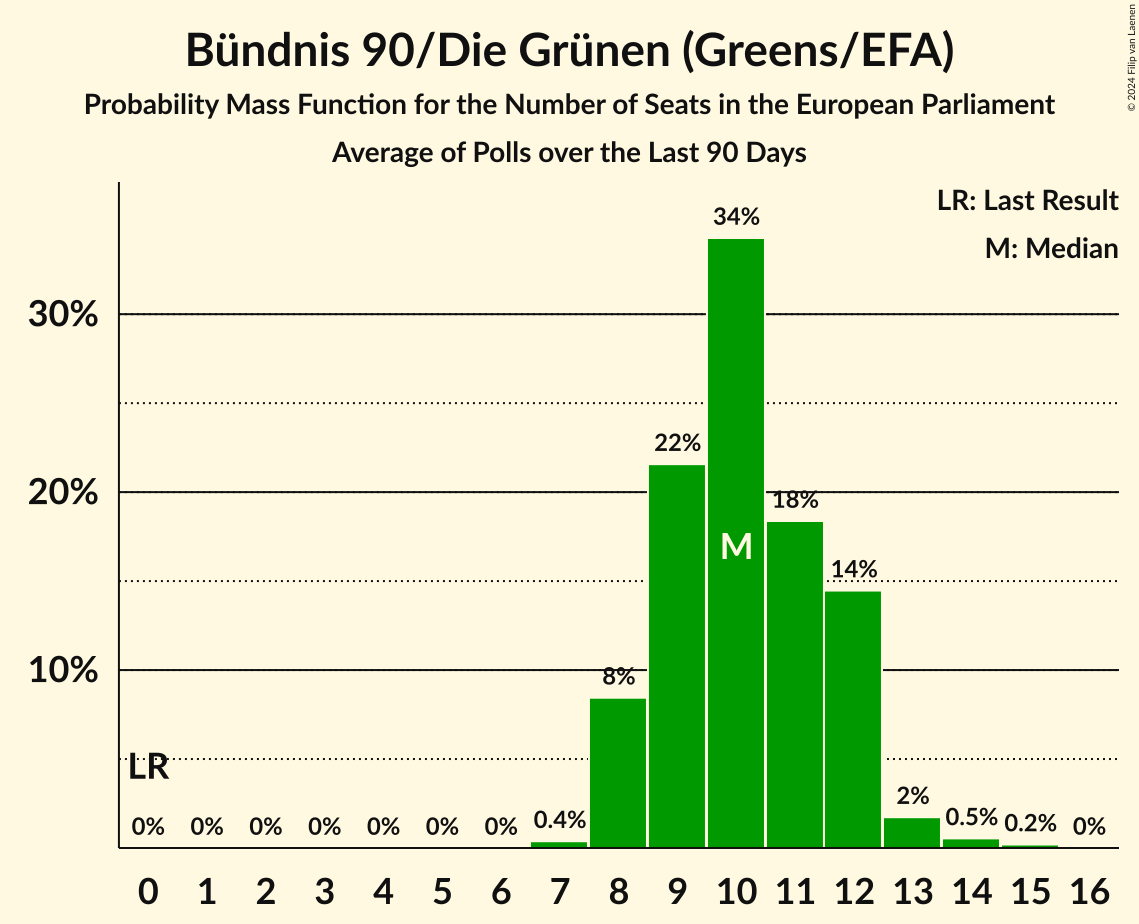 Bündnis 90/Die Grünen (Greens/EFA)
Probability Mass Function for the Number of Seats in the European Parliament
Average of Polls over the Last 90 Days
© 2024 Filip van Laenen
LR: Last Result
M: Median
34%
30%
22%
20%
18%
M
14%
10%
8%
LR
0% 0% 0% 0% 0% 0% 0% 0.4% 2% 0.5% 0.2% 0%
0 1 2 3 4 5 6 7 8 9 10 11 12 13 14 15 16